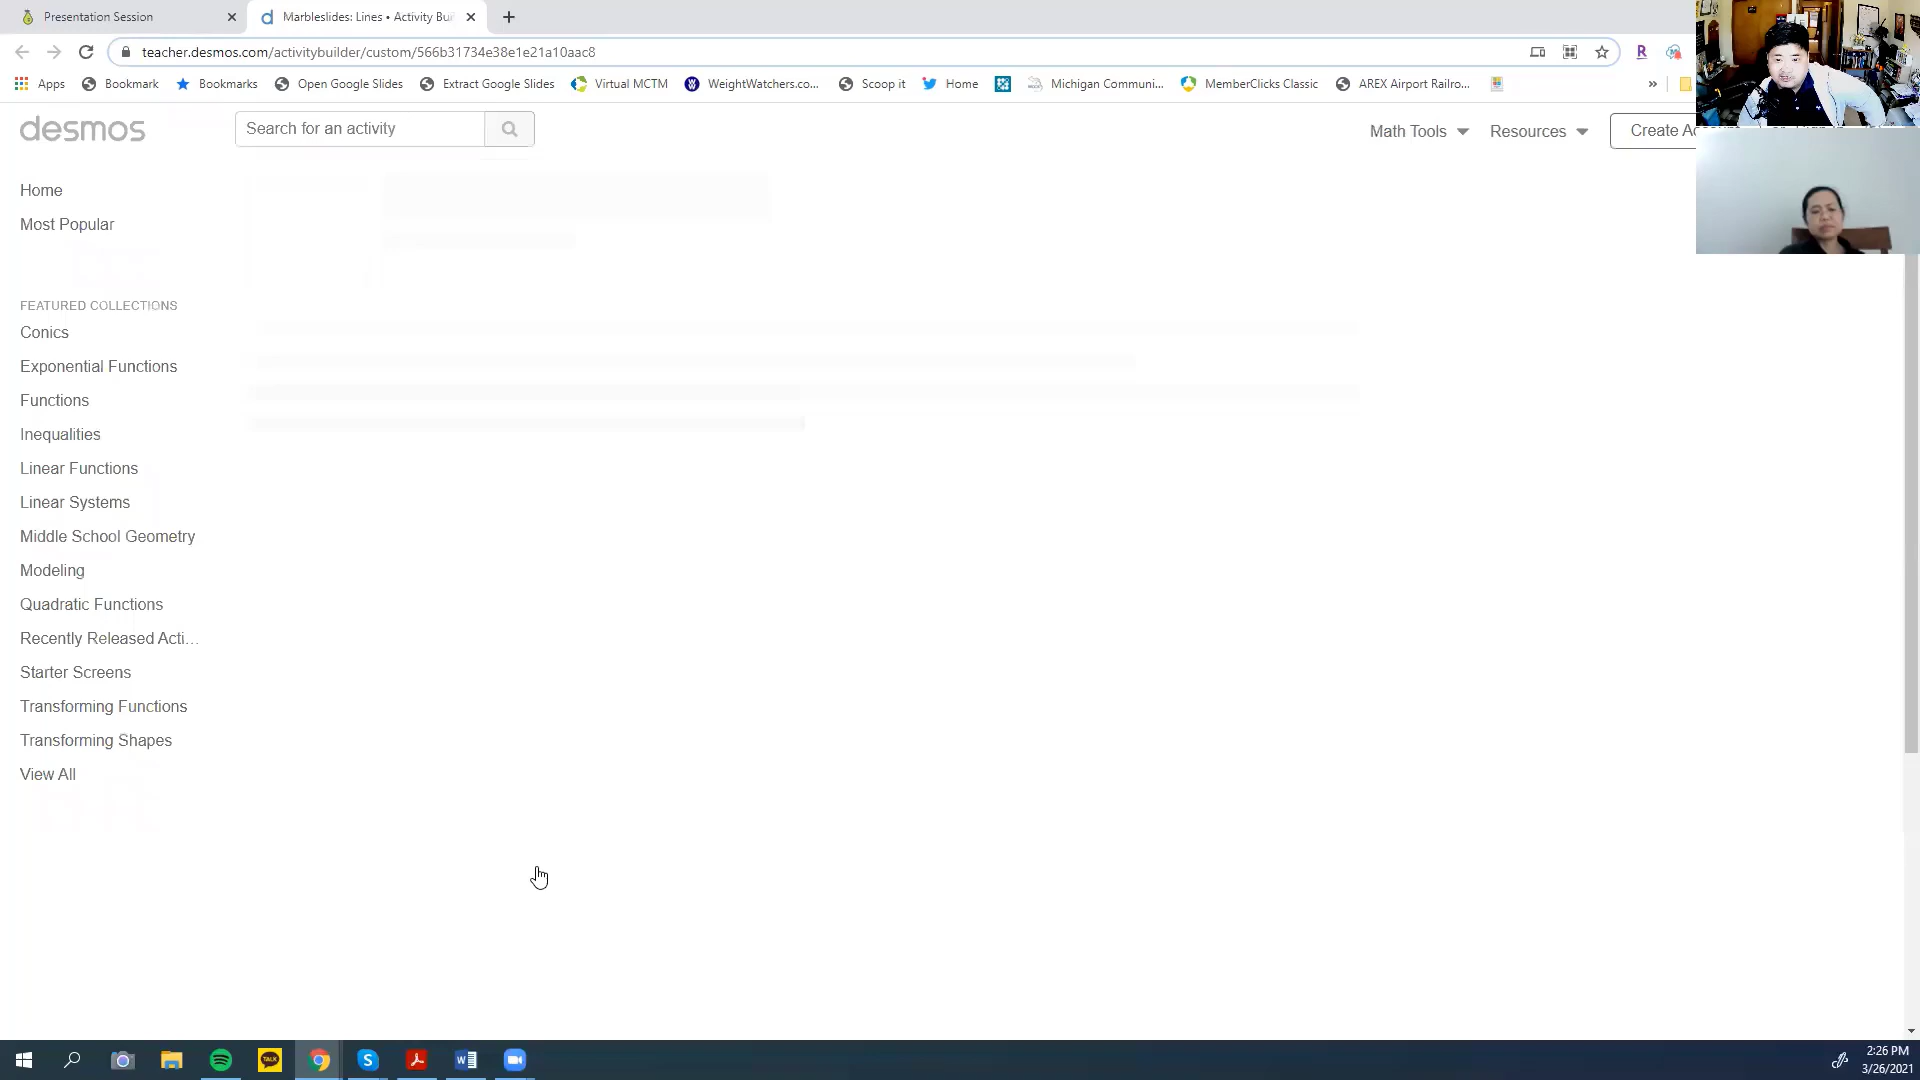 Presentation Session
Marbleslides: Lines • Activity Bu
teacher.desmos.com/activitybuilder/custom/566b31734e38e1e21a10aac8
Apps Bookmark Bookmarks Open Google Slides Extract Google Slides Virtual MCTM WeightWatchers.co... Scoop it Home Michigan Communi... MemberClicks Classic AREX Airport Railro... »
desmos
Search for an activity
Math Tools
Resources
Create Ac
Home
Most Popular
FEATURED COLLECTIONS
Conics
Exponential Functions
Functions
Inequalities
Linear Functions
Linear Systems
Middle School Geometry
Modeling
Quadratic Functions
Recently Released Acti...
Starter Screens
Transforming Functions
Transforming Shapes
View All
TALK
2:26 PM
3/26/2021